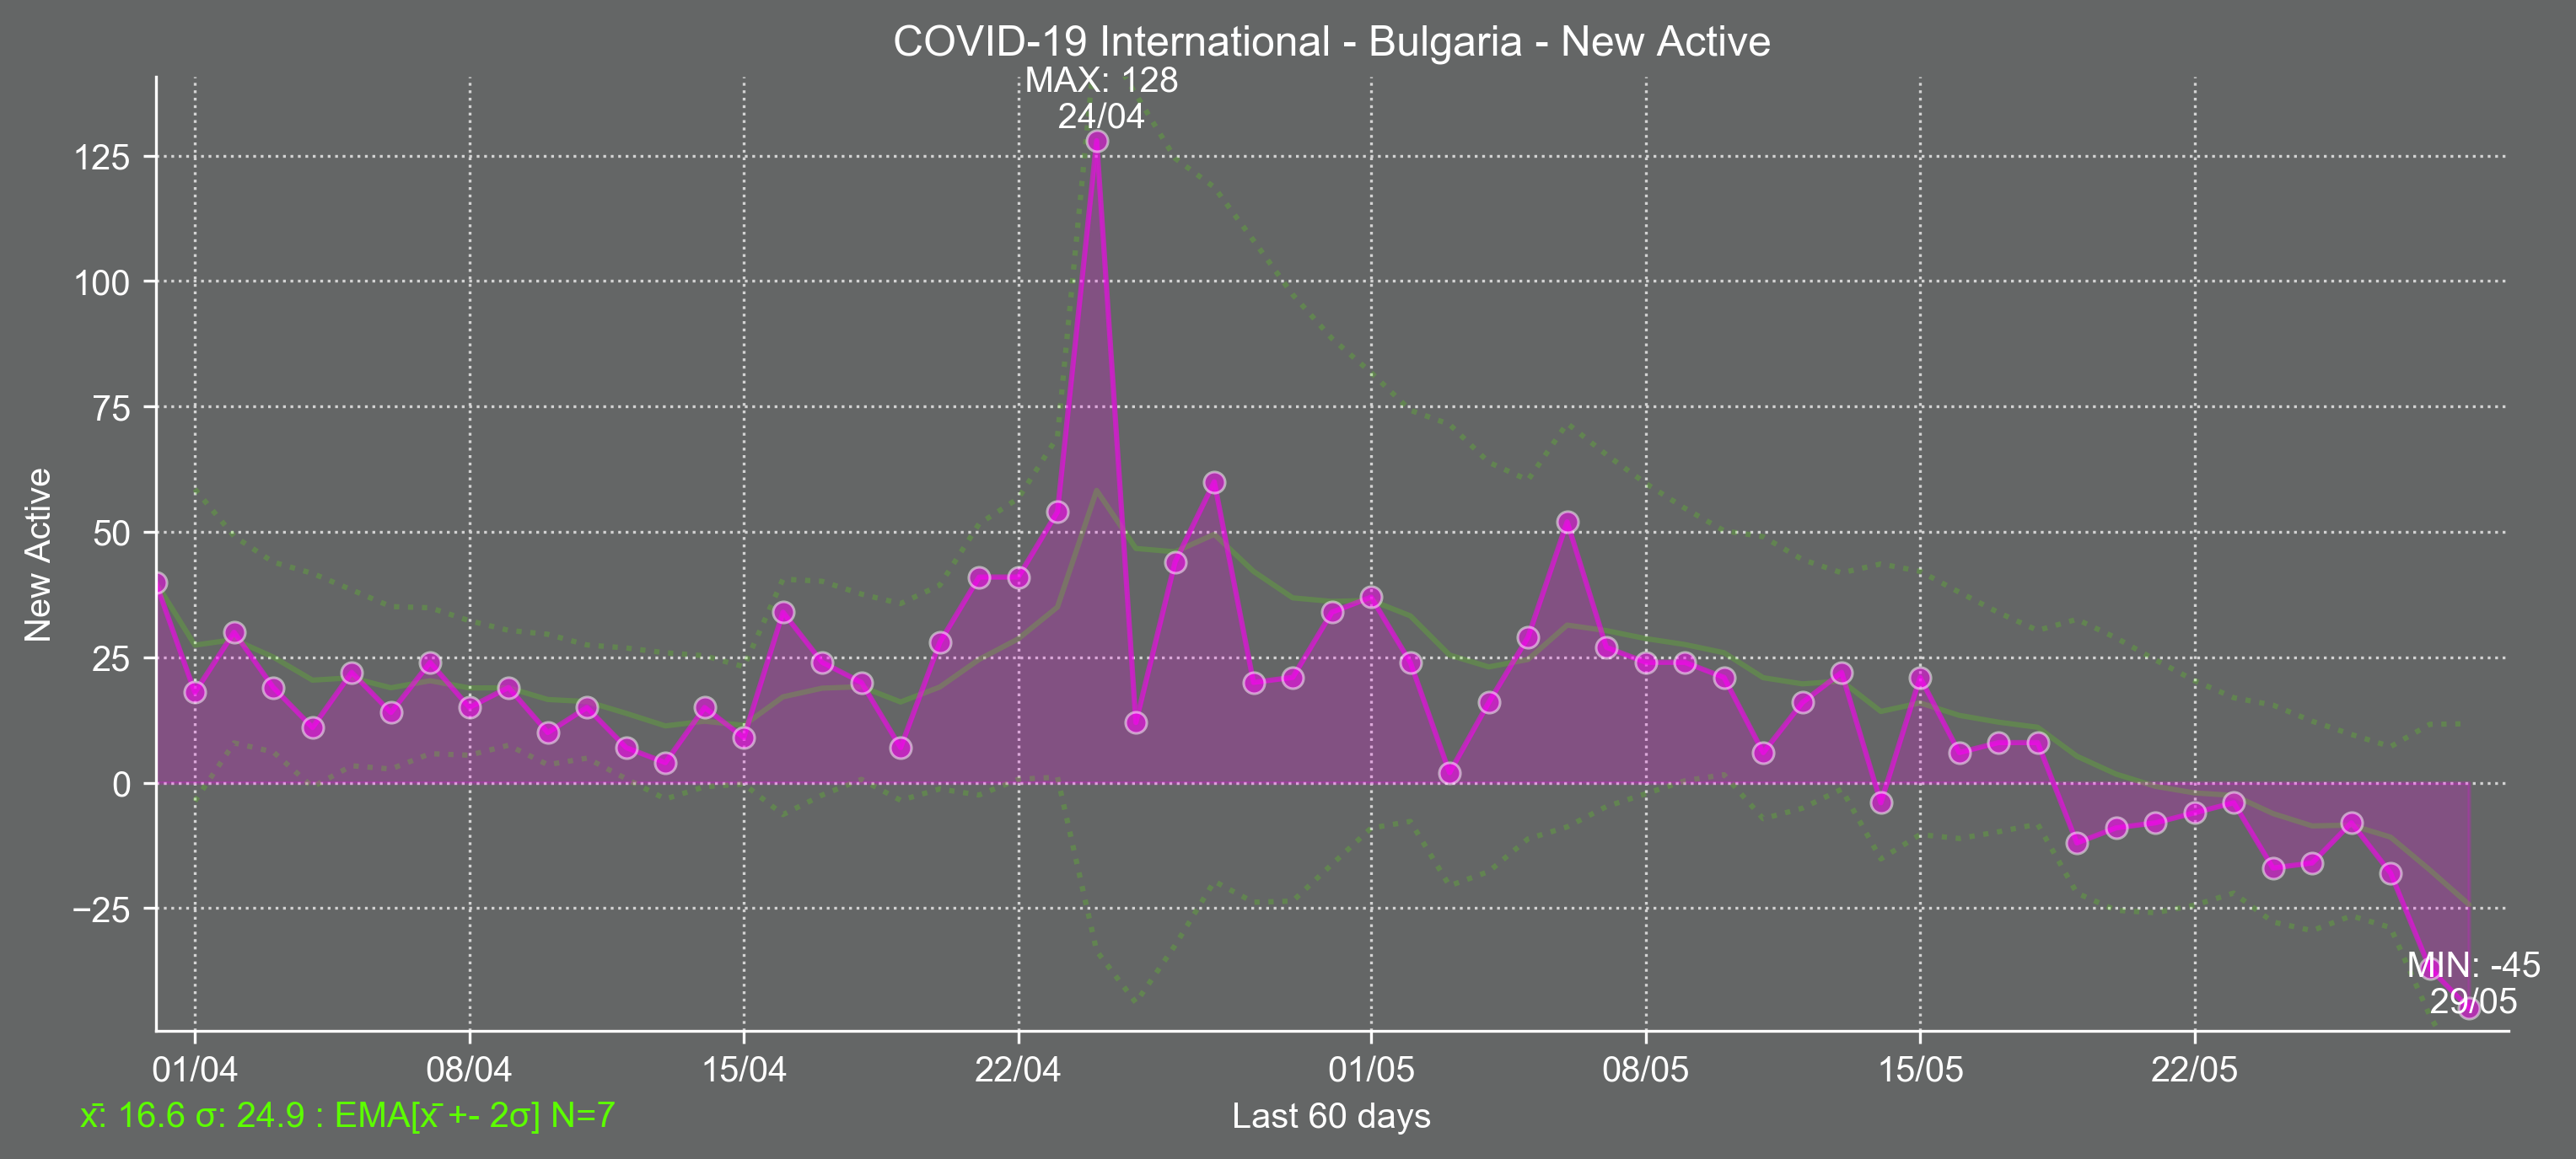 COVID-19 International - Bulgaria - New Active
MAX: 128
24/04
125
100
75
50
25
0
−25
New Active
MIN: -45
29/05
01/04 08/04 15/04 22/04 01/05 08/05 15/05 22/05
x̄: 16.6 σ: 24.9 : EMA[x̄ +- 2σ] N=7
Last 60 days